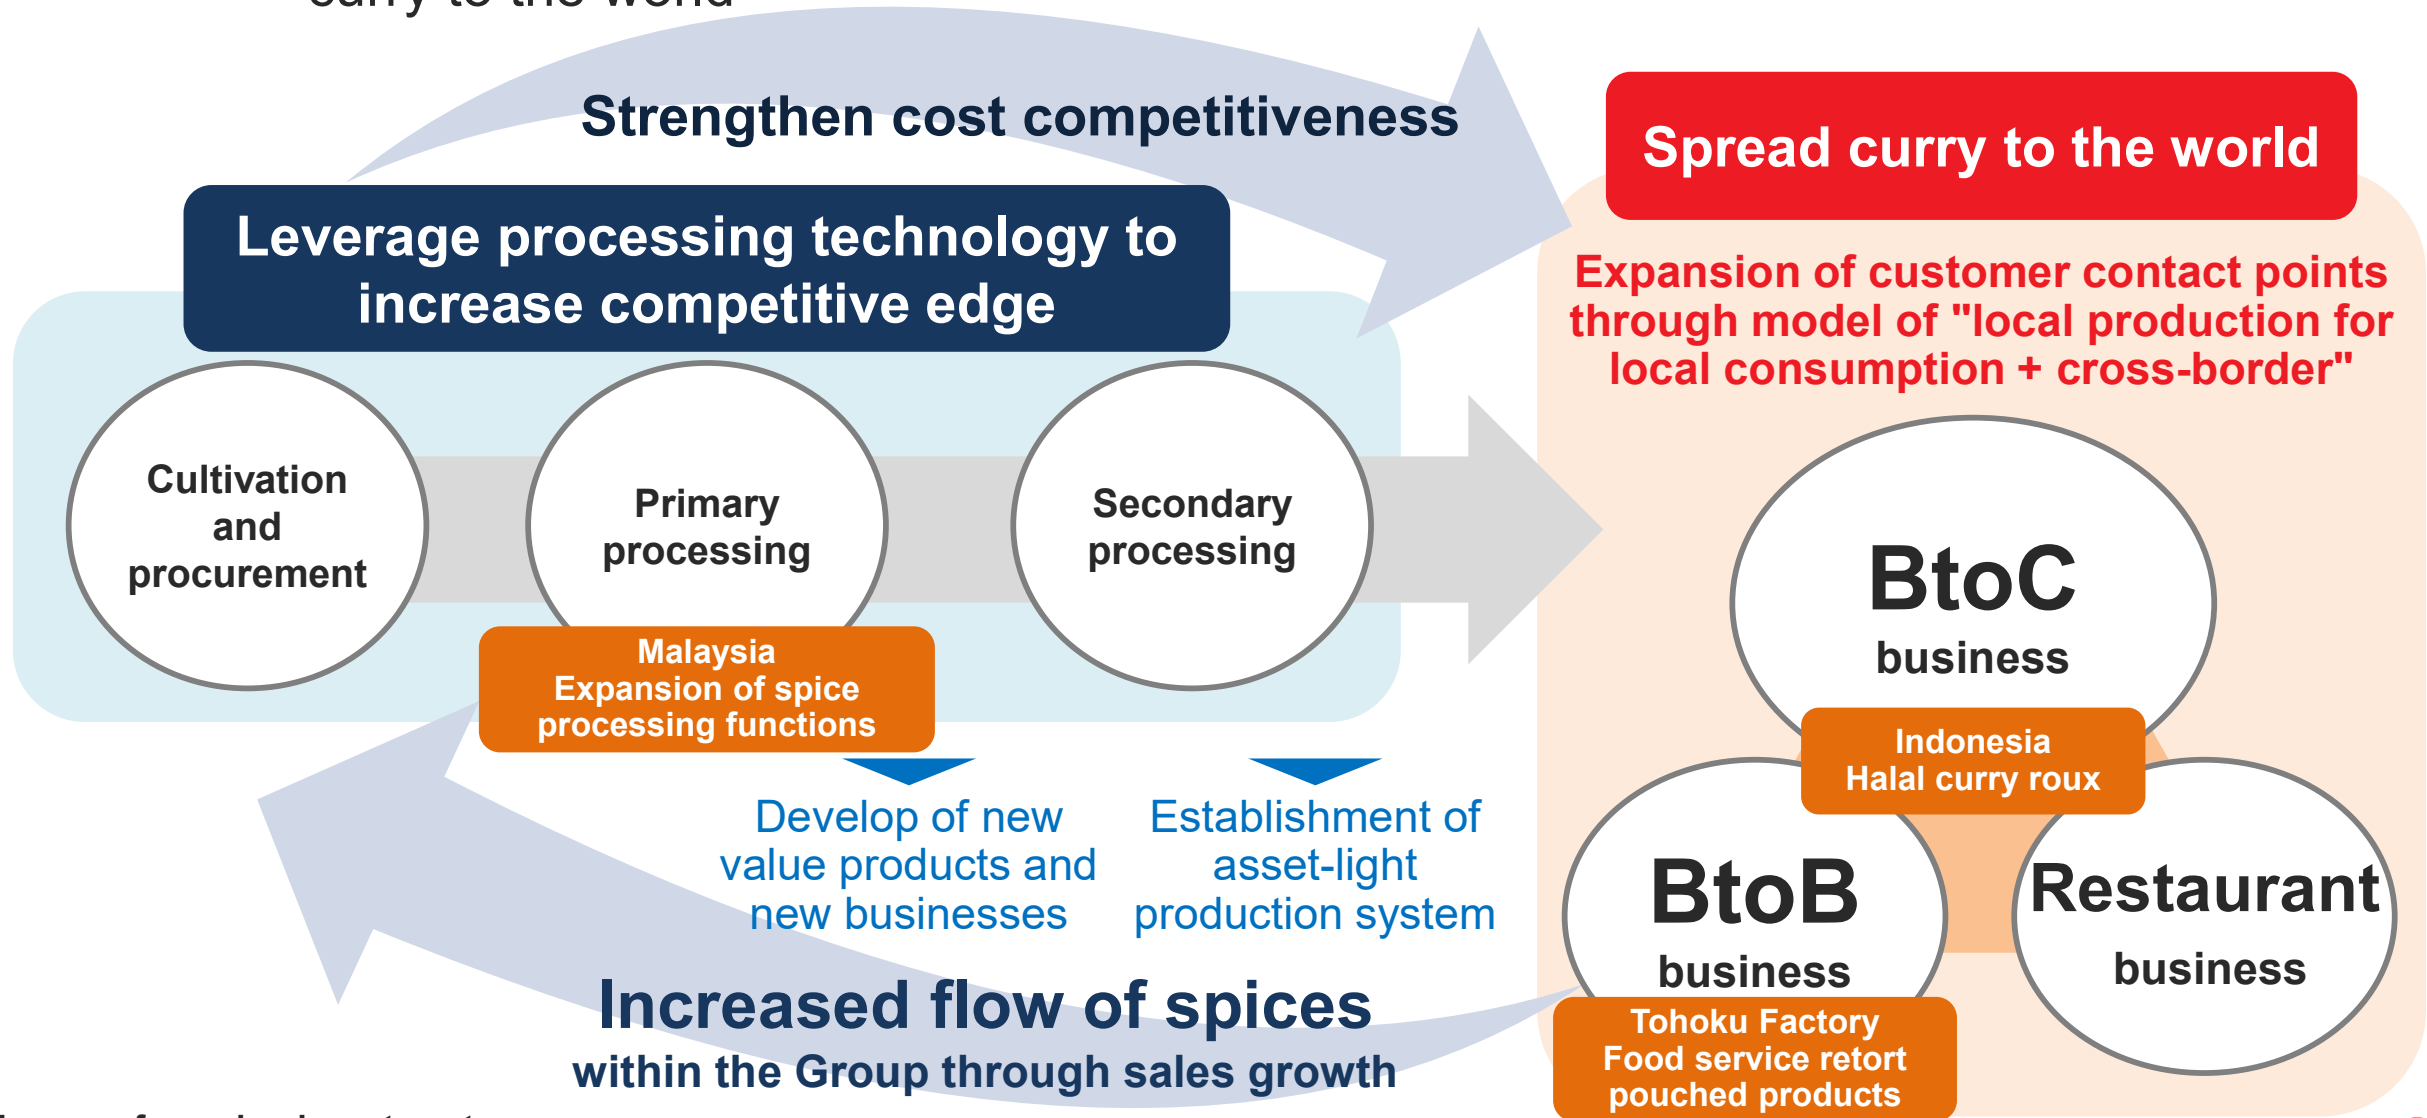 curry to the world
Strengthen cost competitiveness
Spread curry to the world
Leverage processing technology to
increase competitive edge
Expansion of customer contact points
through model of "local production for
local consumption + cross-border"
Cultivation
and
procurement
Primary
processing
Secondary
processing
Malaysia
Expansion of spice
processing functions
BtoC
business
Indonesia
Halal curry roux
Develop of new
value products and
new businesses
Establishment of
asset-light
production system
BtoB
business
Restaurant
business
Tohoku Factory
Food service retort
pouched products
Increased flow of spices
within the Group through sales growth